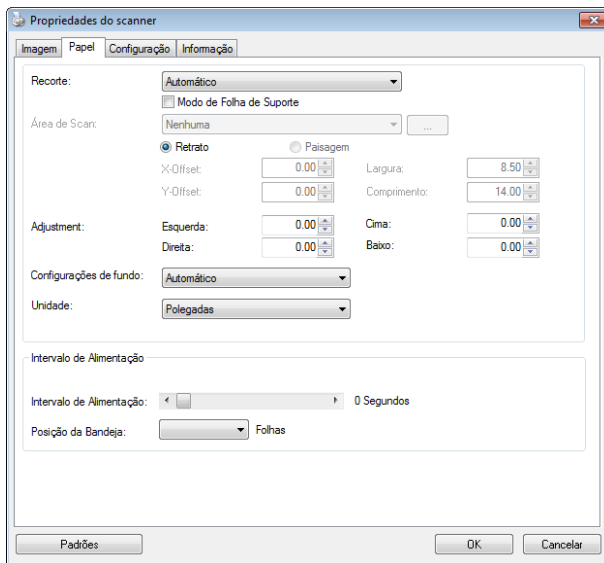 Propriedades do scanner
Imagem Papel Configuração Informação
Recorte: Automático
Modo de Folha de Suporte
Área de Scan: Nenhuma ...
Retrato Paisagem
X-Offset: 0.00 Largura: 8.50
Y-Offset: 0.00 Comprimento: 14.00
Adjustment: Esquerda: 0.00 Cima: 0.00
Direita: 0.00 Baixo: 0.00
Configurações de fundo: Automático
Unidade: Polegadas
Intervalo de Alimentação
Intervalo de Alimentação: 0 Segundos
Posição da Bandeja: Folhas
Padrões OK Cancelar